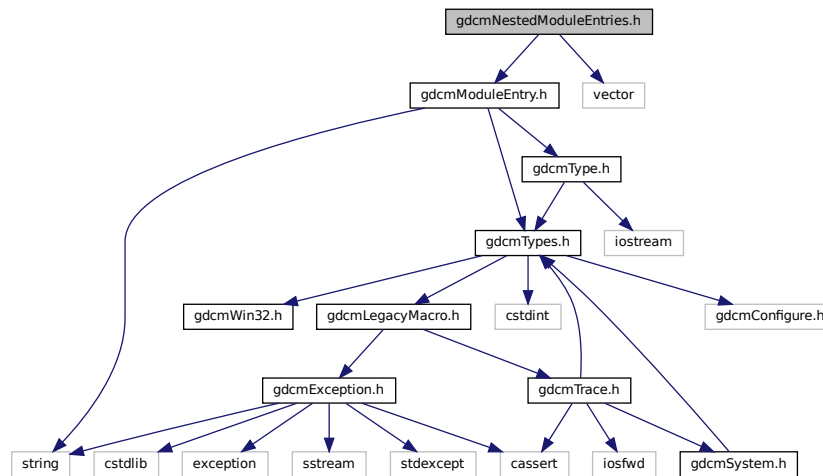 gdcmNestedModuleEntries.h
gdcmModuleEntry.h
vector
gdcmType.h
gdcmTypes.h
iostream
gdcmWin32.h
gdcmLegacyMacro.h
cstdint
gdcmConfigure.h
gdcmException.h
gdcmTrace.h
string
cstdlib
exception
sstream
stdexcept
cassert
iosfwd
gdcmSystem.h